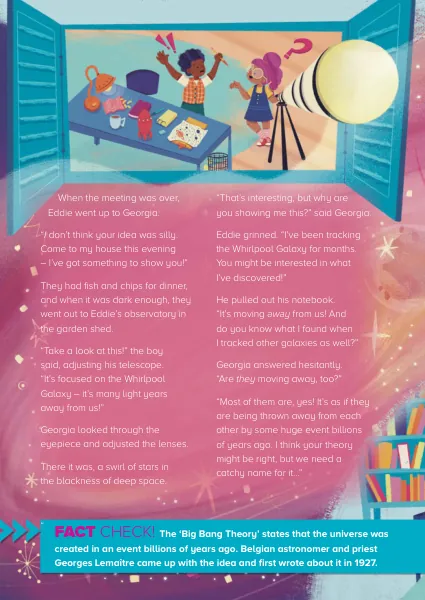 When the meeting was over,
Eddie went up to Georgia.
“I don’t think your idea was silly.
Come to my house this evening
– I’ve got something to show you!”
They had fish and chips for dinner,
and when it was dark enough, they
went out to Eddie’s observatory in
the garden shed.
“Take a look at this!” the boy
said, adjusting his telescope.
“It’s focused on the Whirlpool
Galaxy – it’s many light years
away from us!”
Georgia looked through the
eyepiece and adjusted the lenses.
There it was, a swirl of stars in
the blackness of deep space.
“That’s interesting, but why are
you showing me this?” said Georgia.
Eddie grinned. “I’ve been tracking
the Whirlpool Galaxy for months.
You might be interested in what
I’ve discovered!”
He pulled out his notebook.
“It’s moving away from us! And
do you know what I found when
I tracked other galaxies as well?”
Georgia answered hesitantly.
“Are they moving away, too?”
“Most of them are, yes! It’s as if they
are being thrown away from each
other by some huge event billions
of years ago. I think your theory
might be right, but we need a
catchy name for it...”
FACT CHECK! The ‘Big Bang Theory’ states that the universe was
created in an event billions of years ago. Belgian astronomer and priest
Georges Lemaître came up with the idea and first wrote about it in 1927.